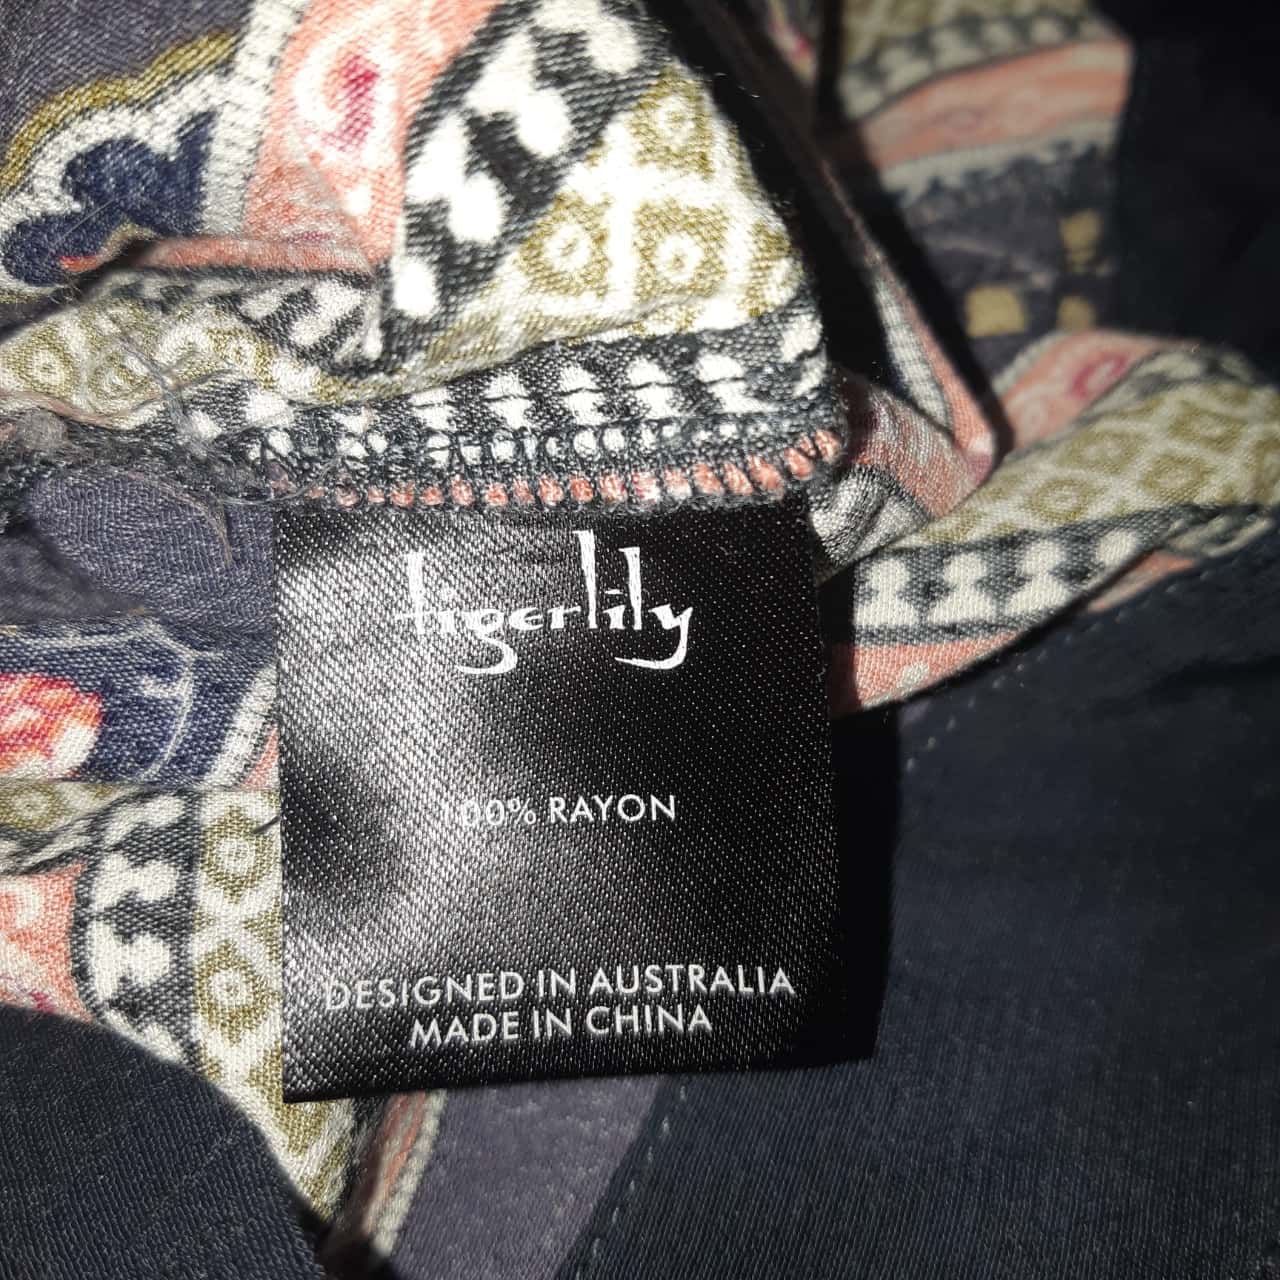 tigerlily
100% RAYON
DESIGNED IN AUSTRALIA
MADE IN CHINA